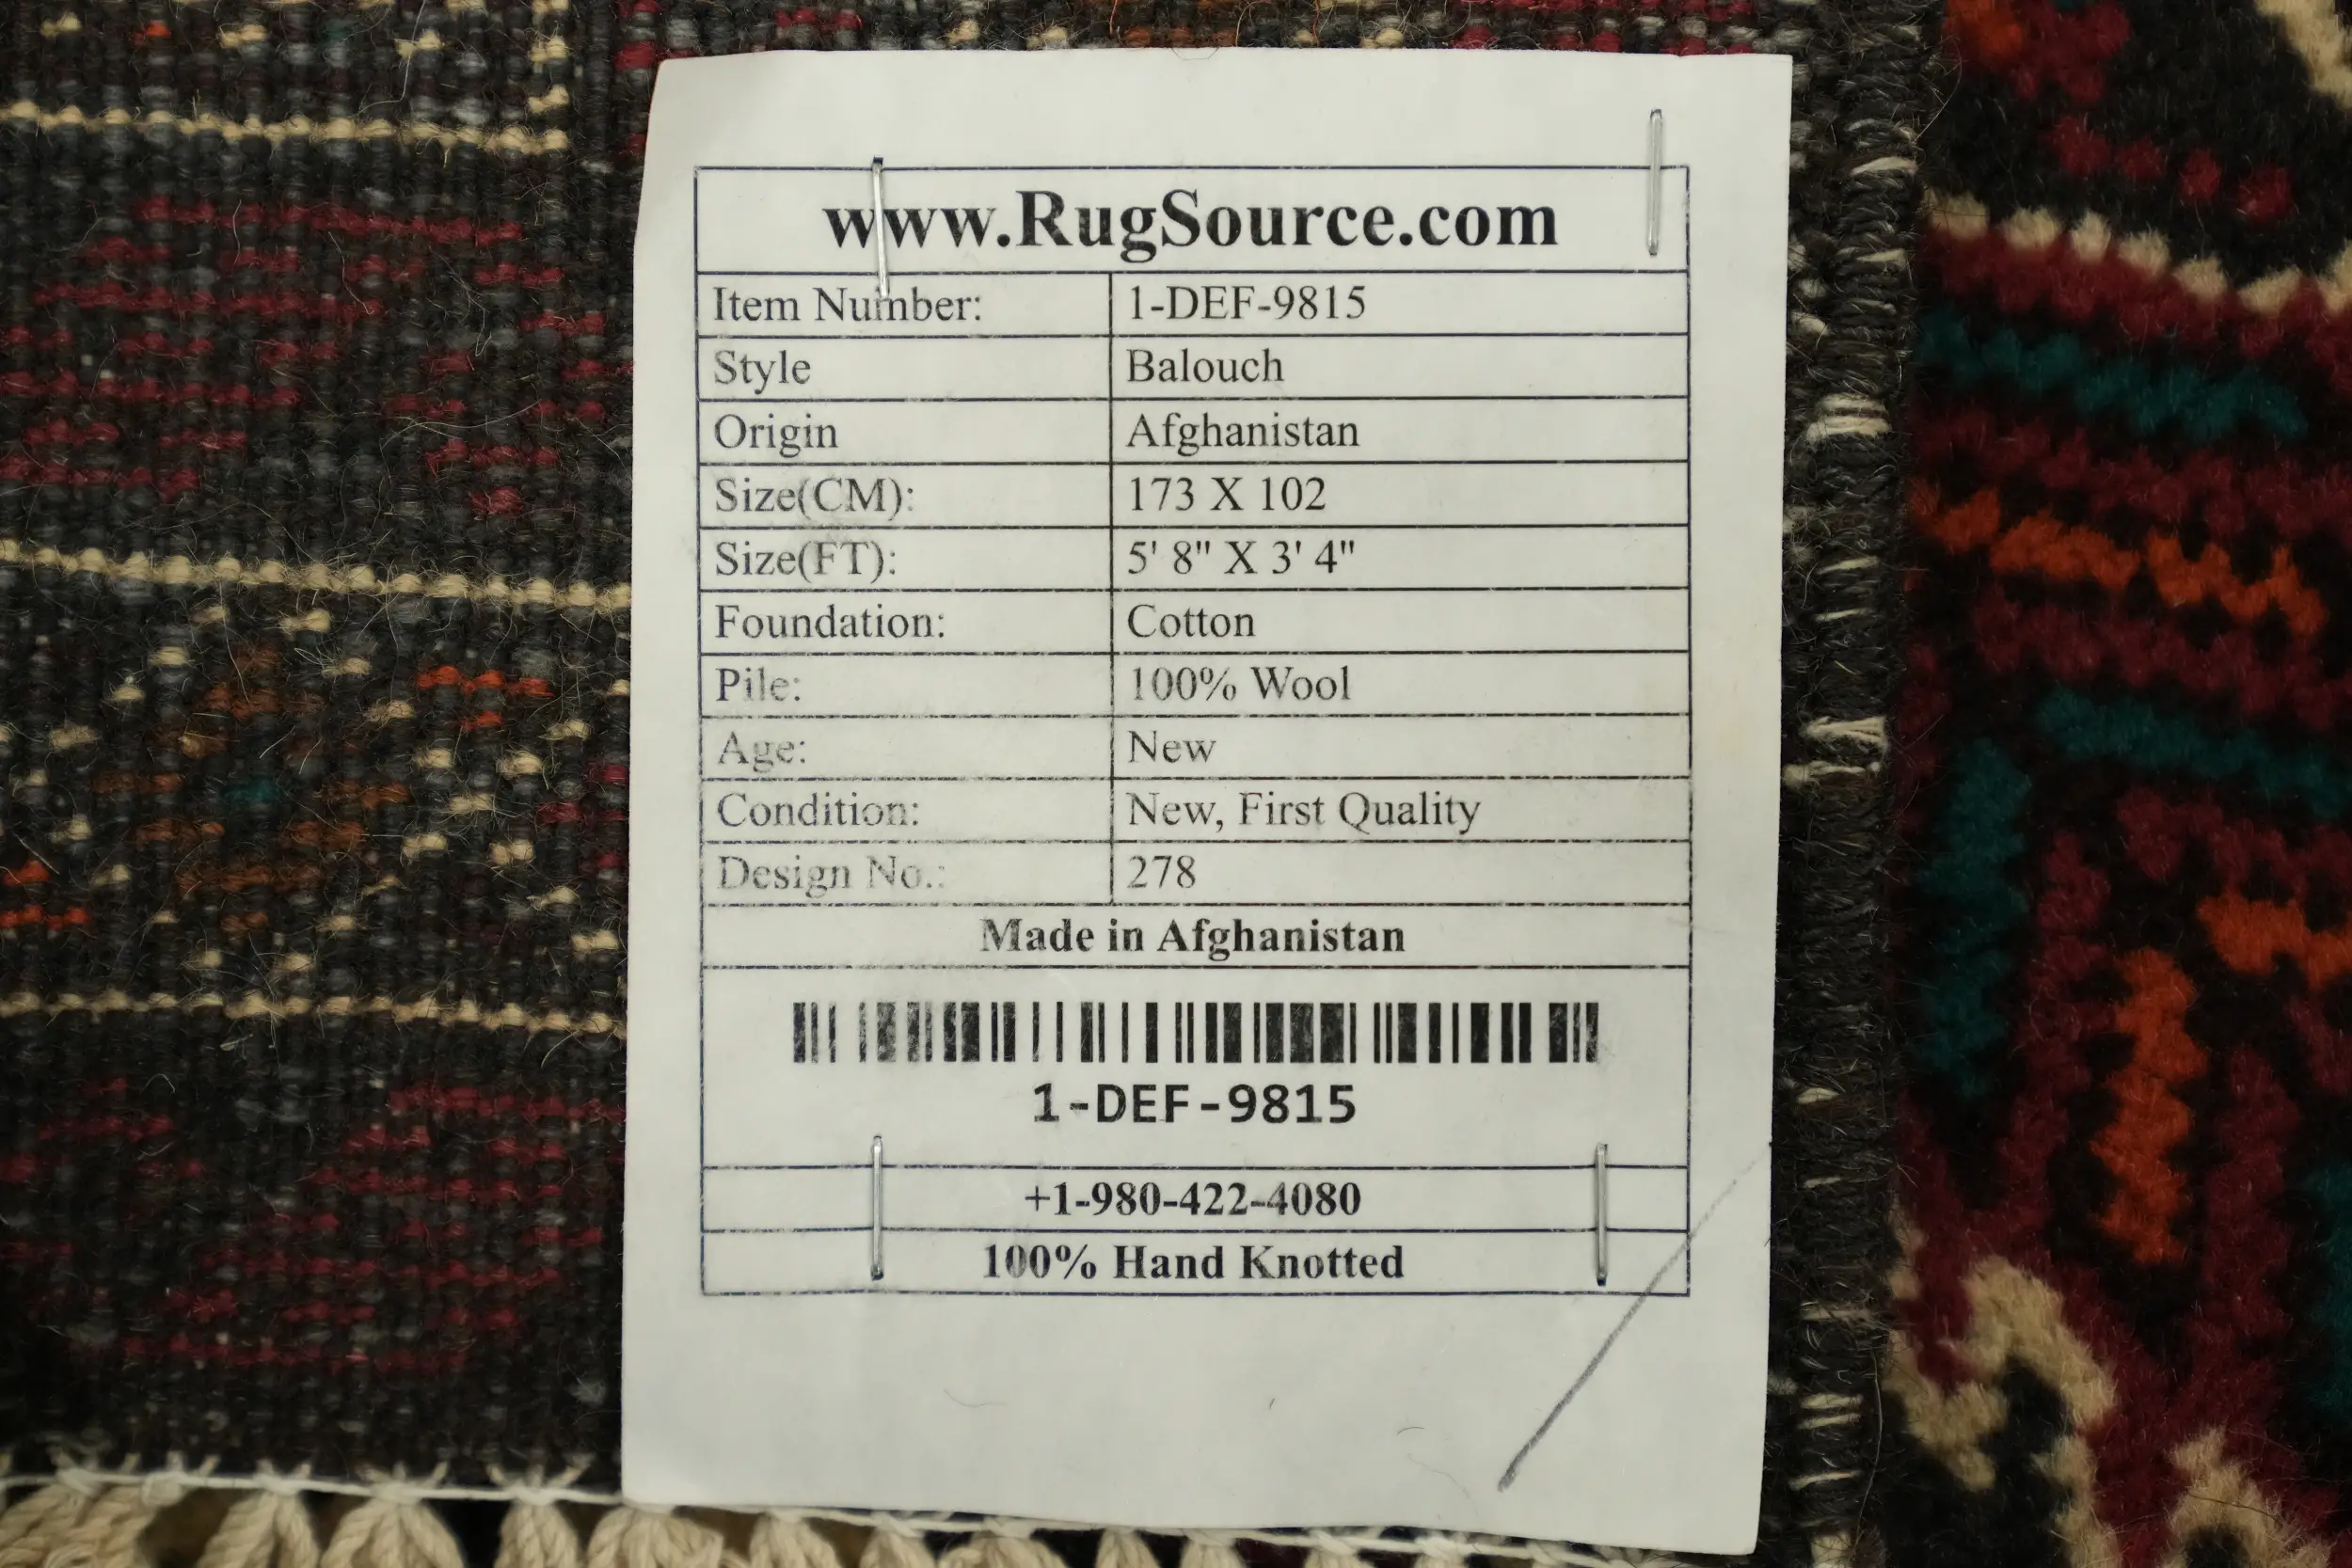 www.RugSource.com
Item Number: 1-DEF-9815
Style Balouch
Origin Afghanistan
Size(CM): 173 X 102
Size(FT): 5' 8" X 3' 4"
Foundation: Cotton
Pile: 100% Wool
Age: New
Condition: New, First Quality
Design No.: 278
Made in Afghanistan
1-DEF-9815
+1-980-422-4080
100% Hand Knotted